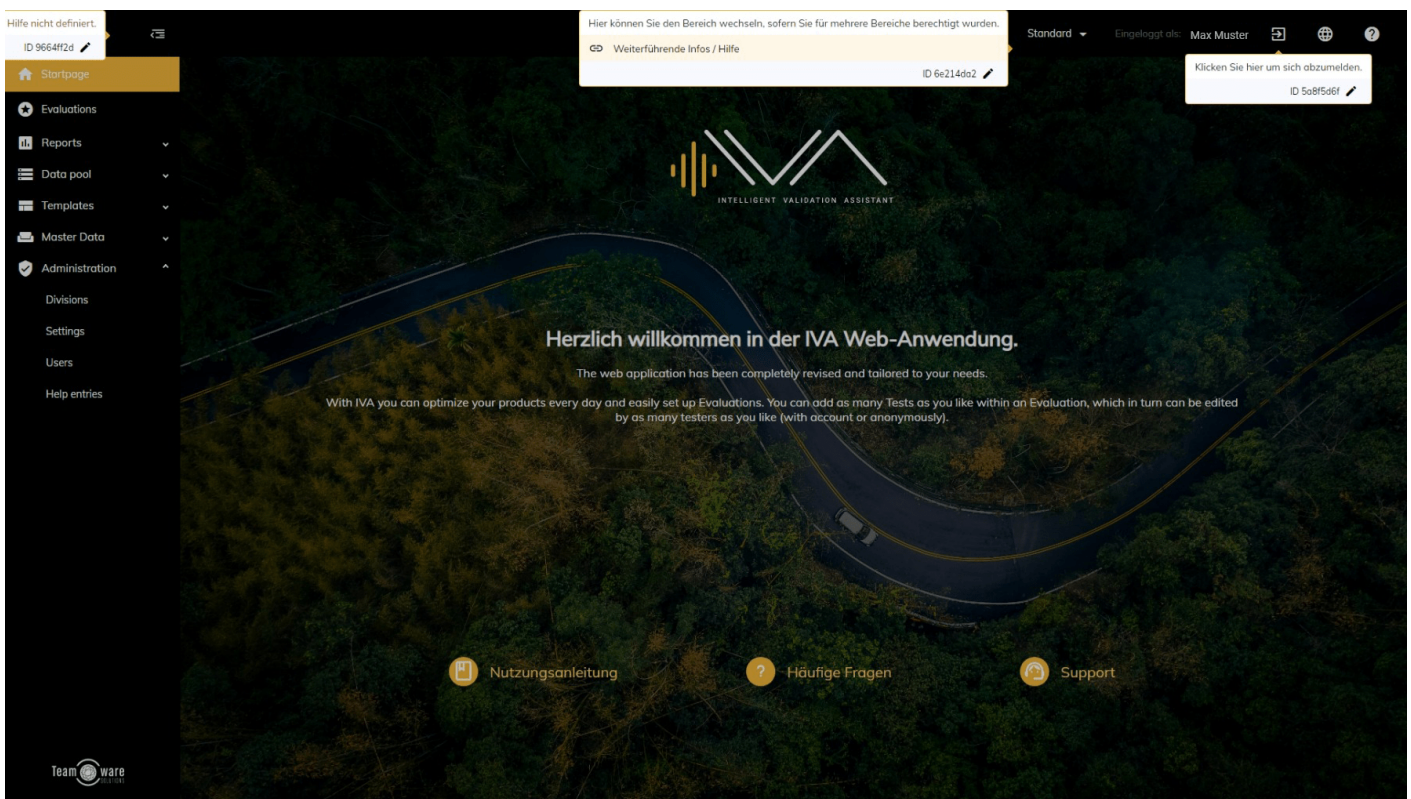 Hilfe nicht definiert.
ID 9664ff2d
Hier können Sie den Bereich wechseln, sofern Sie für mehrere Bereiche berechtigt wurden.
Weiterführende Infos / Hilfe
ID 6e214da2
Standard
Eingeloggt als: Max Muster
Klicken Sie hier um sich abzumelden.
ID 5a8f5d6f
Startpage
Evaluations
Reports
Data pool
Templates
Master Data
Administration
Divisions
Settings
Users
Help entries
IVA
INTELLIGENT VALIDATION ASSISTANT
Herzlich willkommen in der IVA Web-Anwendung.
The web application has been completely revised and tailored to your needs.
With IVA you can optimize your products every day and easily set up Evaluations. You can add as many Tests as you like within an Evaluation, which in turn can be edited
by as many testers as you like (with account or anonymously).
Nutzungsanleitung
? Häufige Fragen
Support
Team ware
SOLUTIONS